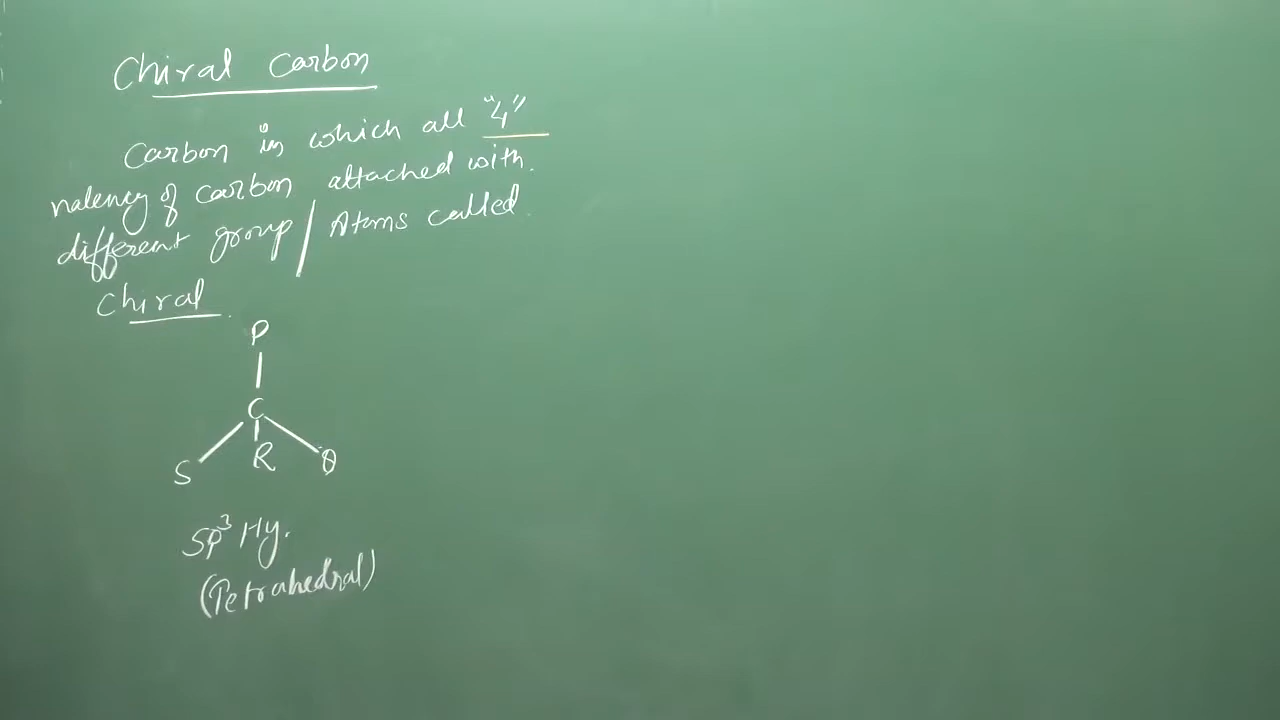 Chiral Carbon
Carbon in which all "4"
valency of carbon attached with.
different group / Atoms called
Chiral.
P
C
S R Q
SP³ Hy.
(Tetrahedral)